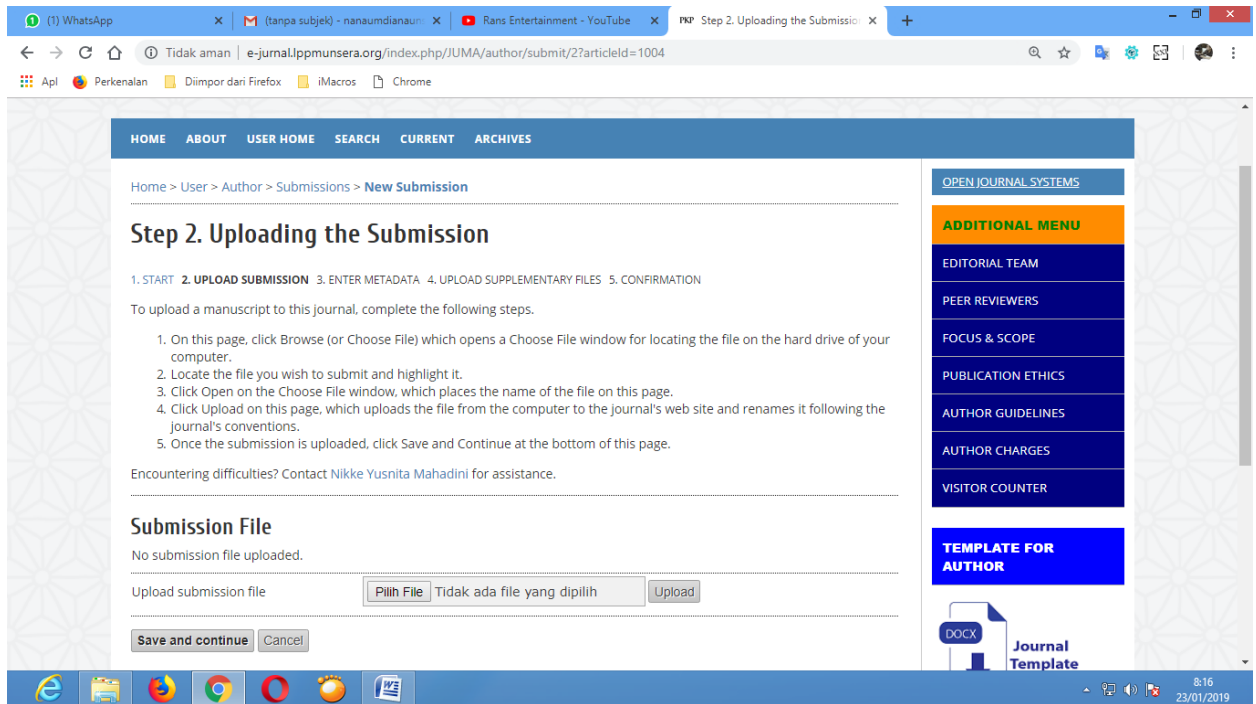 (1) WhatsApp
(tanpa subjek) - nanaumdianauns
Rans Entertainment - YouTube
PKP Step 2. Uploading the Submissio
Tidak aman | e-jurnal.lppmunsera.org/index.php/JUMA/author/submit/2?articleId=1004
Apl Perkenalan Diimpor dari Firefox iMacros Chrome
HOME ABOUT USER HOME SEARCH CURRENT ARCHIVES
Home > User > Author > Submissions > New Submission
Step 2. Uploading the Submission
1. START 2. UPLOAD SUBMISSION 3. ENTER METADATA 4. UPLOAD SUPPLEMENTARY FILES 5. CONFIRMATION
To upload a manuscript to this journal, complete the following steps.
1. On this page, click Browse (or Choose File) which opens a Choose File window for locating the file on the hard drive of your
computer.
2. Locate the file you wish to submit and highlight it.
3. Click Open on the Choose File window, which places the name of the file on this page.
4. Click Upload on this page, which uploads the file from the computer to the journal's web site and renames it following the
journal's conventions.
5. Once the submission is uploaded, click Save and Continue at the bottom of this page.
Encountering difficulties? Contact Nikke Yusnita Mahadini for assistance.
Submission File
No submission file uploaded.
Upload submission file Pilih File Tidak ada file yang dipilih Upload
Save and continue Cancel
OPEN JOURNAL SYSTEMS
ADDITIONAL MENU
EDITORIAL TEAM
PEER REVIEWERS
FOCUS & SCOPE
PUBLICATION ETHICS
AUTHOR GUIDELINES
AUTHOR CHARGES
VISITOR COUNTER
TEMPLATE FOR
AUTHOR
DOCX
Journal
Template
8:16
23/01/2019